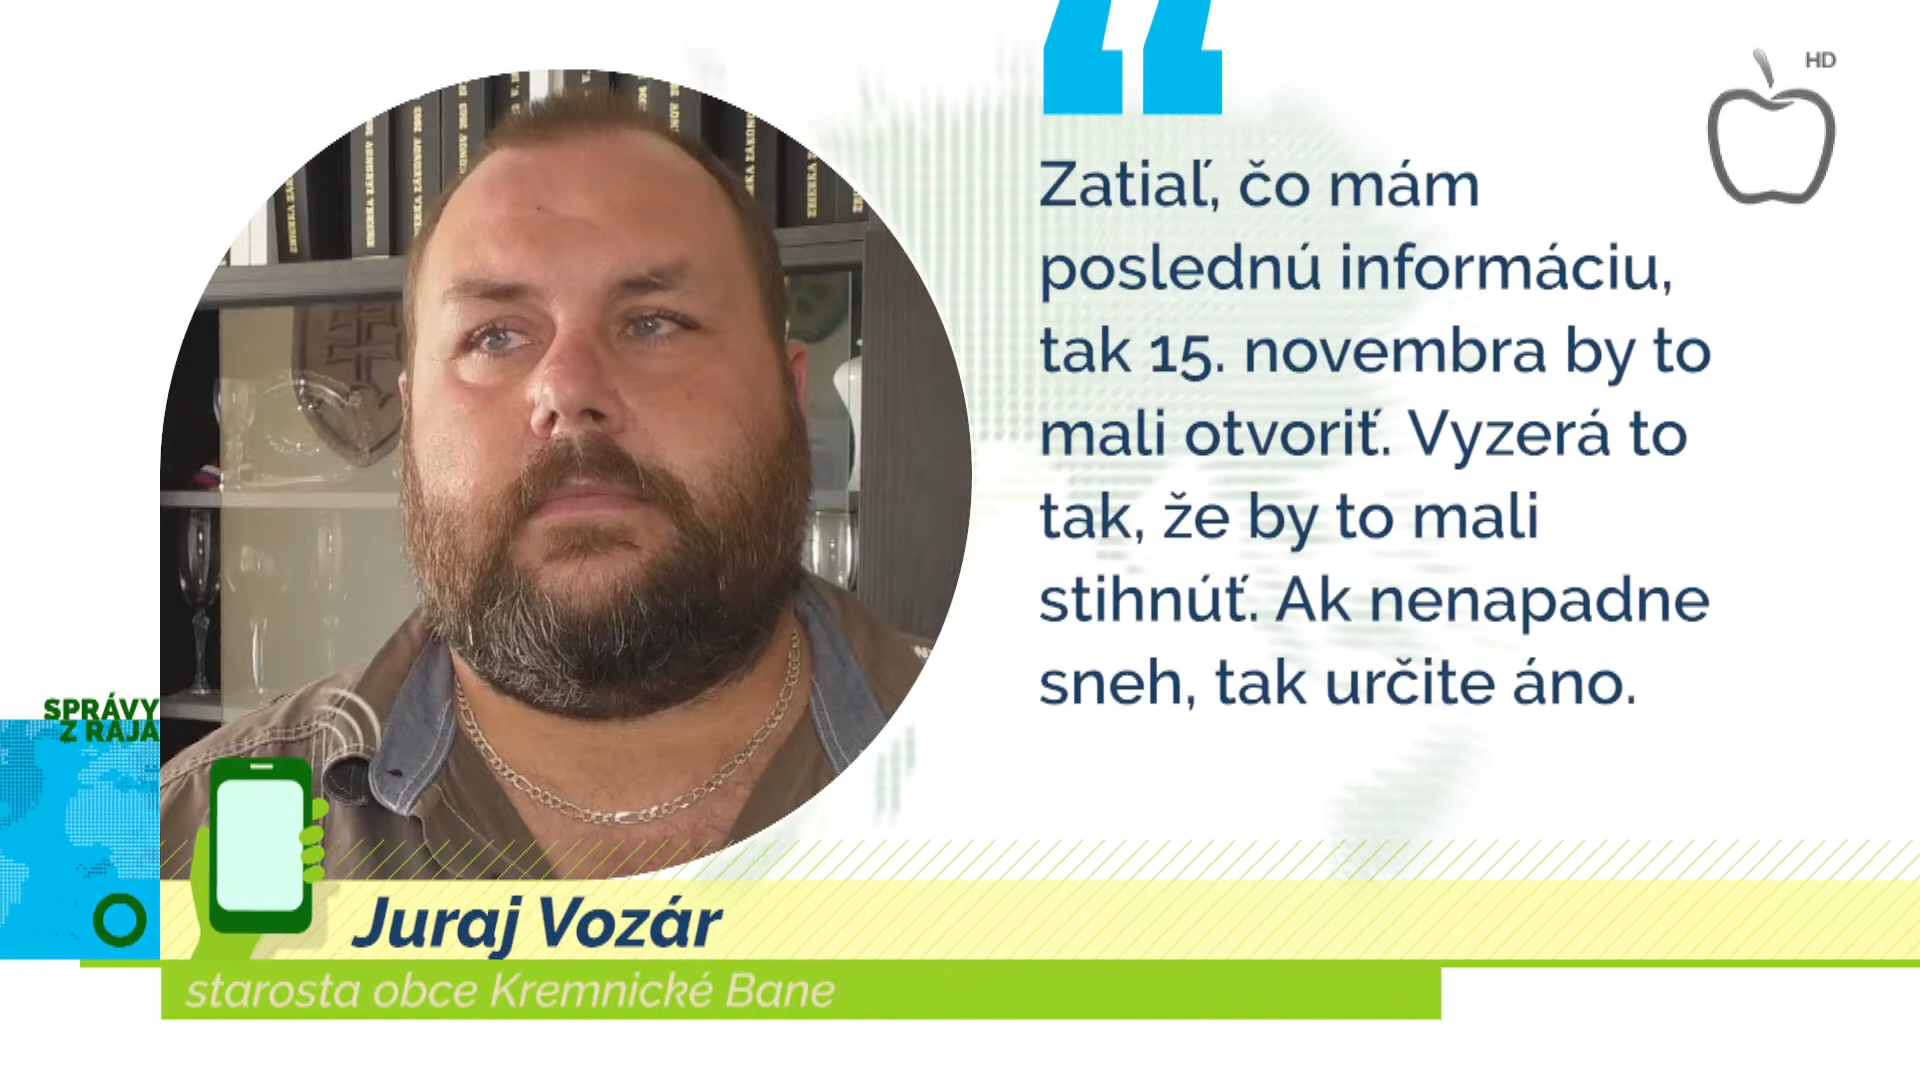 HD
Zatiaľ, čo mám
poslednú informáciu,
tak 15. novembra by to
mali otvoriť. Vyzerá to
tak, že by to mali
stihnúť. Ak nenapadne
sneh, tak určite áno.
SPRÁVY
Z RAJA
Juraj Vozár
starosta obce Kremnické Bane